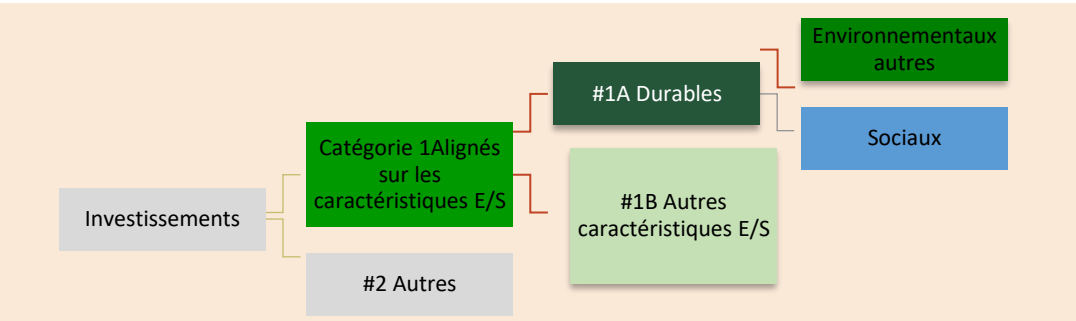 Investissements
Catégorie 1Alignés
sur les
caractéristiques E/S
#2 Autres
#1A Durables
#1B Autres
caractéristiques E/S
Environnementaux
autres
Sociaux